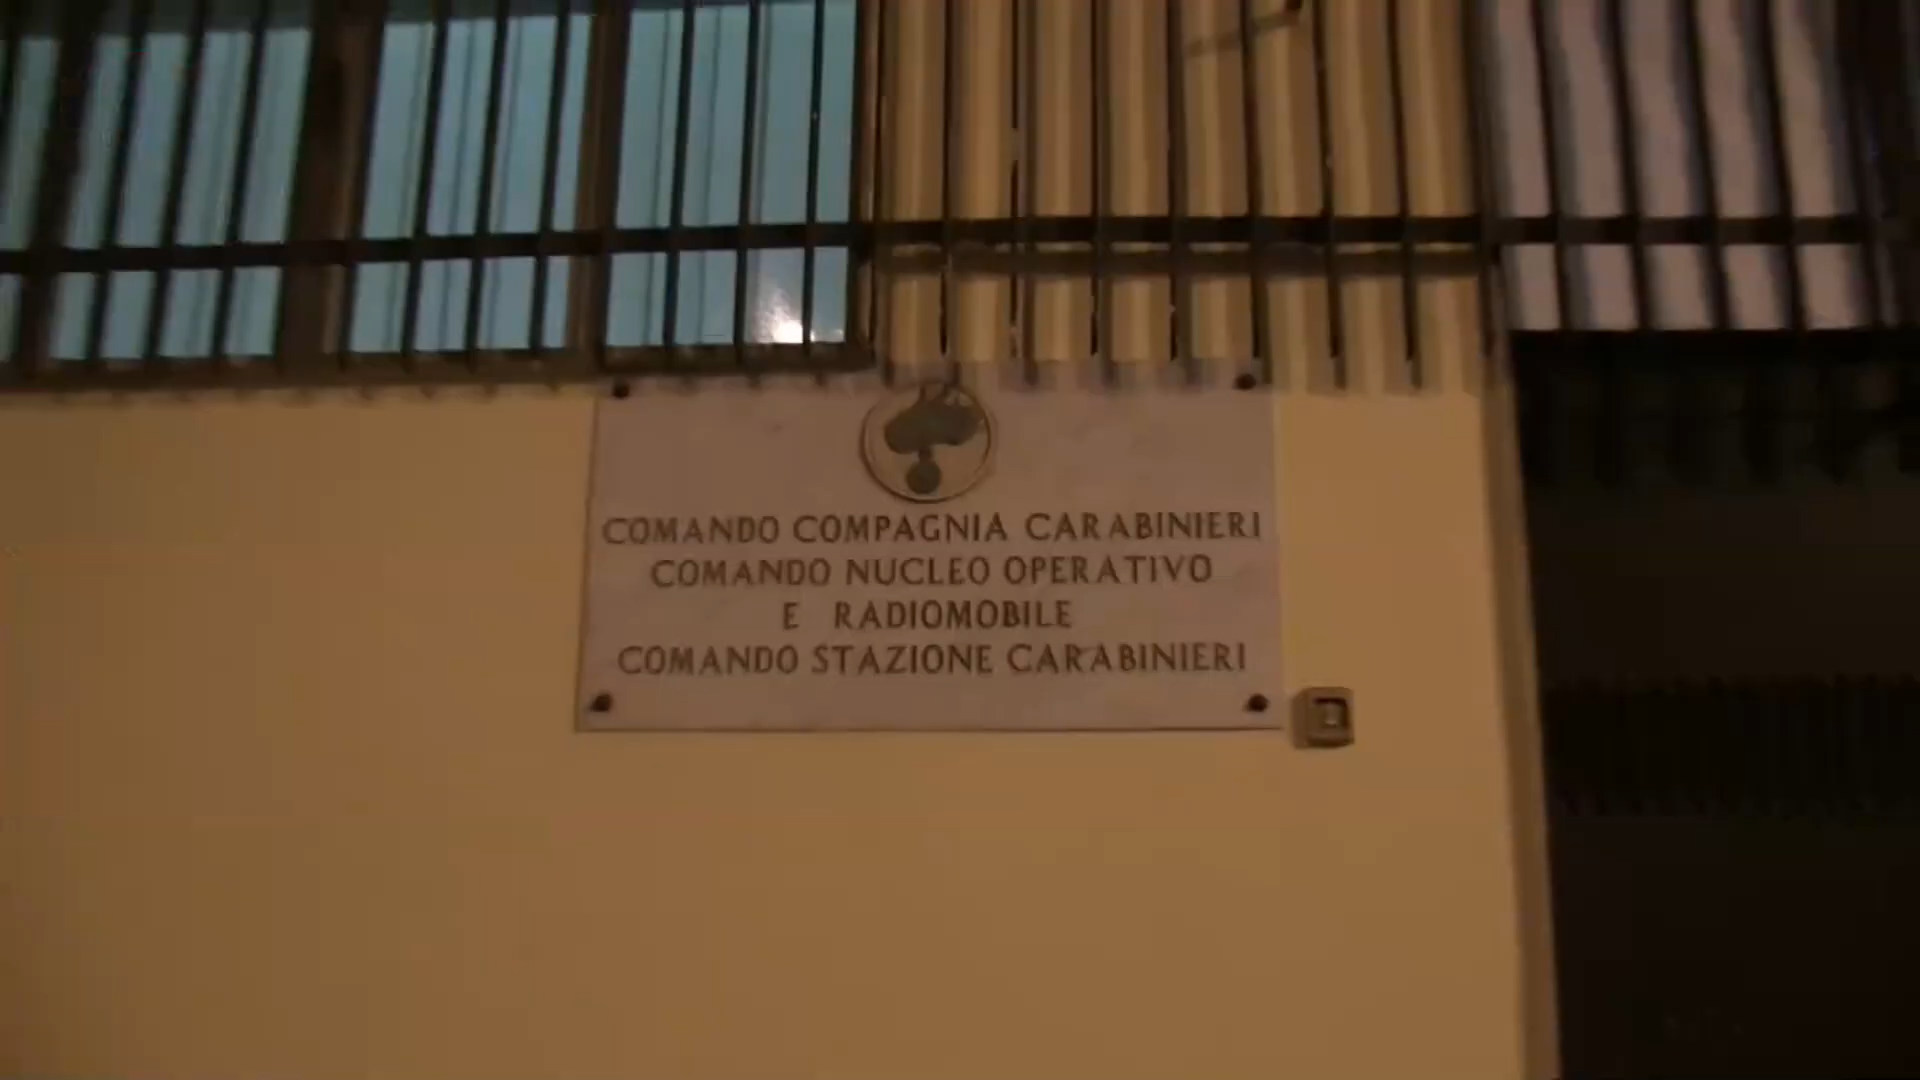 COMANDO COMPAGNIA CARABINIERI
COMANDO NUCLEO OPERATIVO
E RADIOMOBILE
COMANDO STAZIONE CARABINIERI